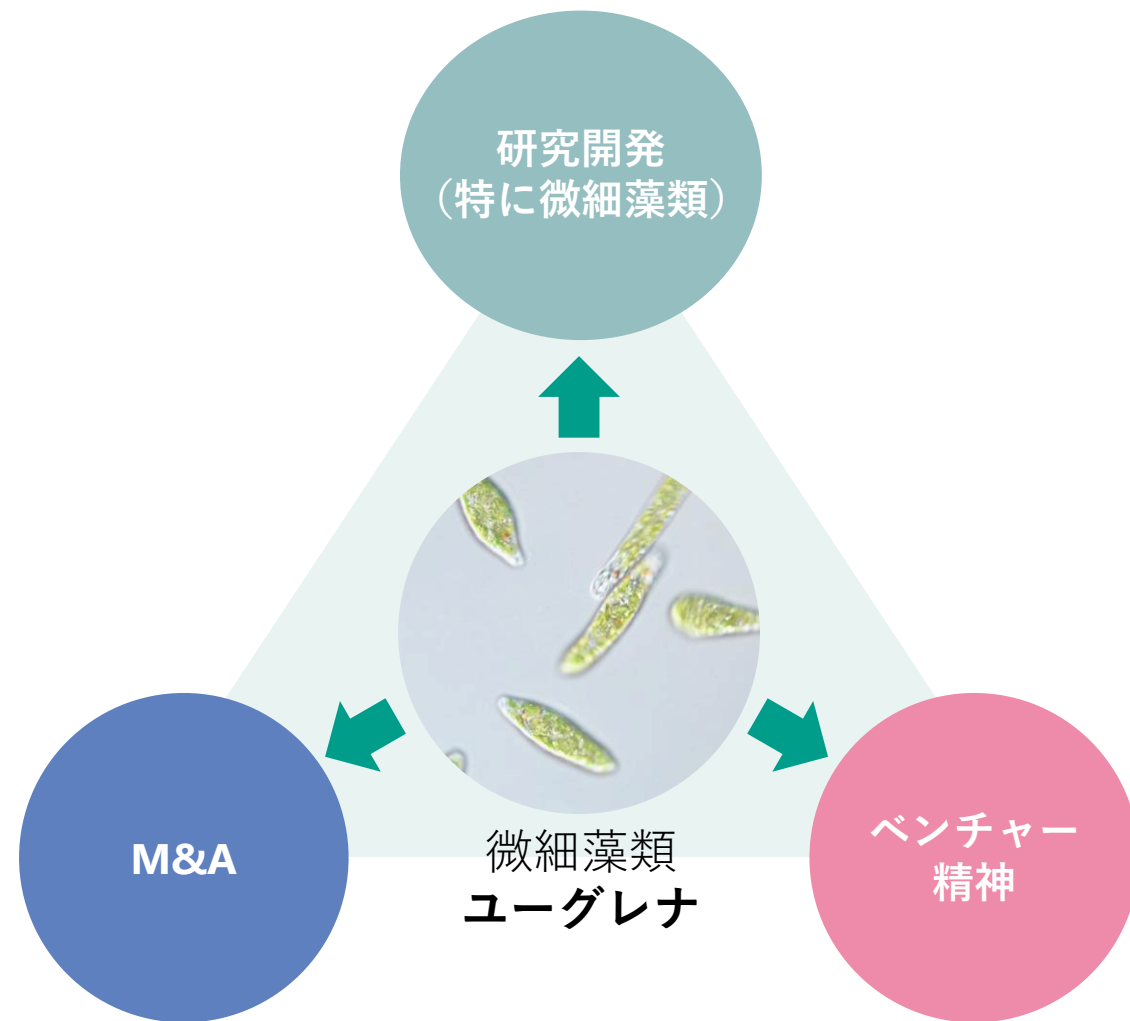 研究開発
（特に微細藻類）
M&A
微細藻類
ユーグレナ
ベンチャー
精神